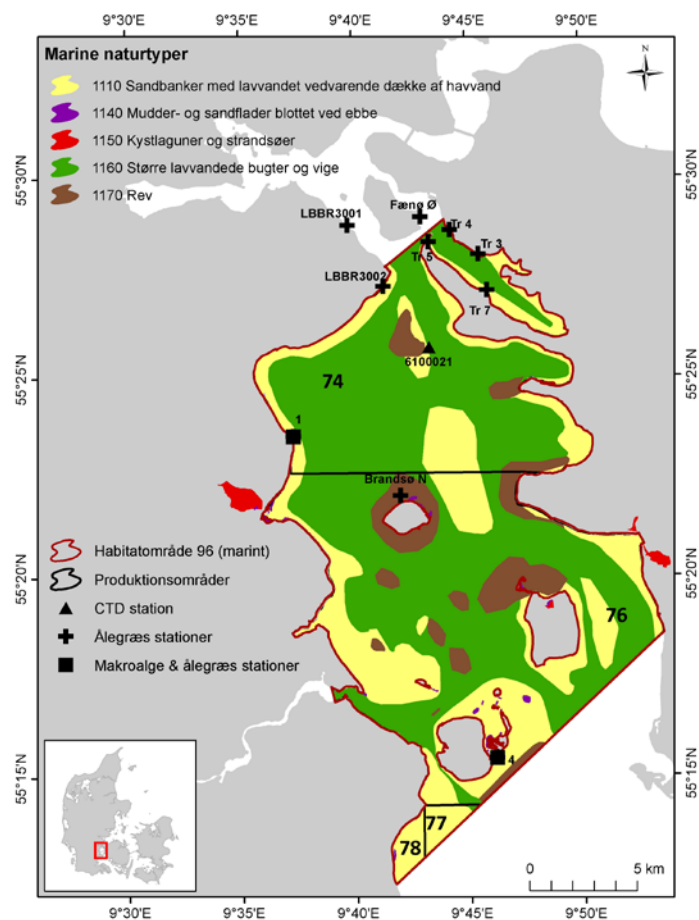 9°30'0"E 9°40'0"E 9°45'0"E 9°50'0"E
Marine naturtyper
1110 Sandbanker med lavvandet vedvarende dække af havvand
1140 Mudder- og sandflader blottet ved ebbe
1150 Kystlaguner og strandsøer
1160 Større lavvandede bugter og vige
1170 Rev
N
55°30'N
55°30'N
Fænø Ø
LBBR3001
Tr 4
Tr 3
Tr 5
LBBR3002
Tr 7
6100021
55°25'N
55°25'N
74
1
Brandsø N
Habitatområde 96 (marint)
Produktionsområder
CTD station
Ålegræs stationer
Makroalge & ålegræs stationer
55°20'N
55°20'N
76
4
55°15'N
55°15'N
77
78
0 5 km
9°30'E 9°40'E 9°45'E 9°50'E